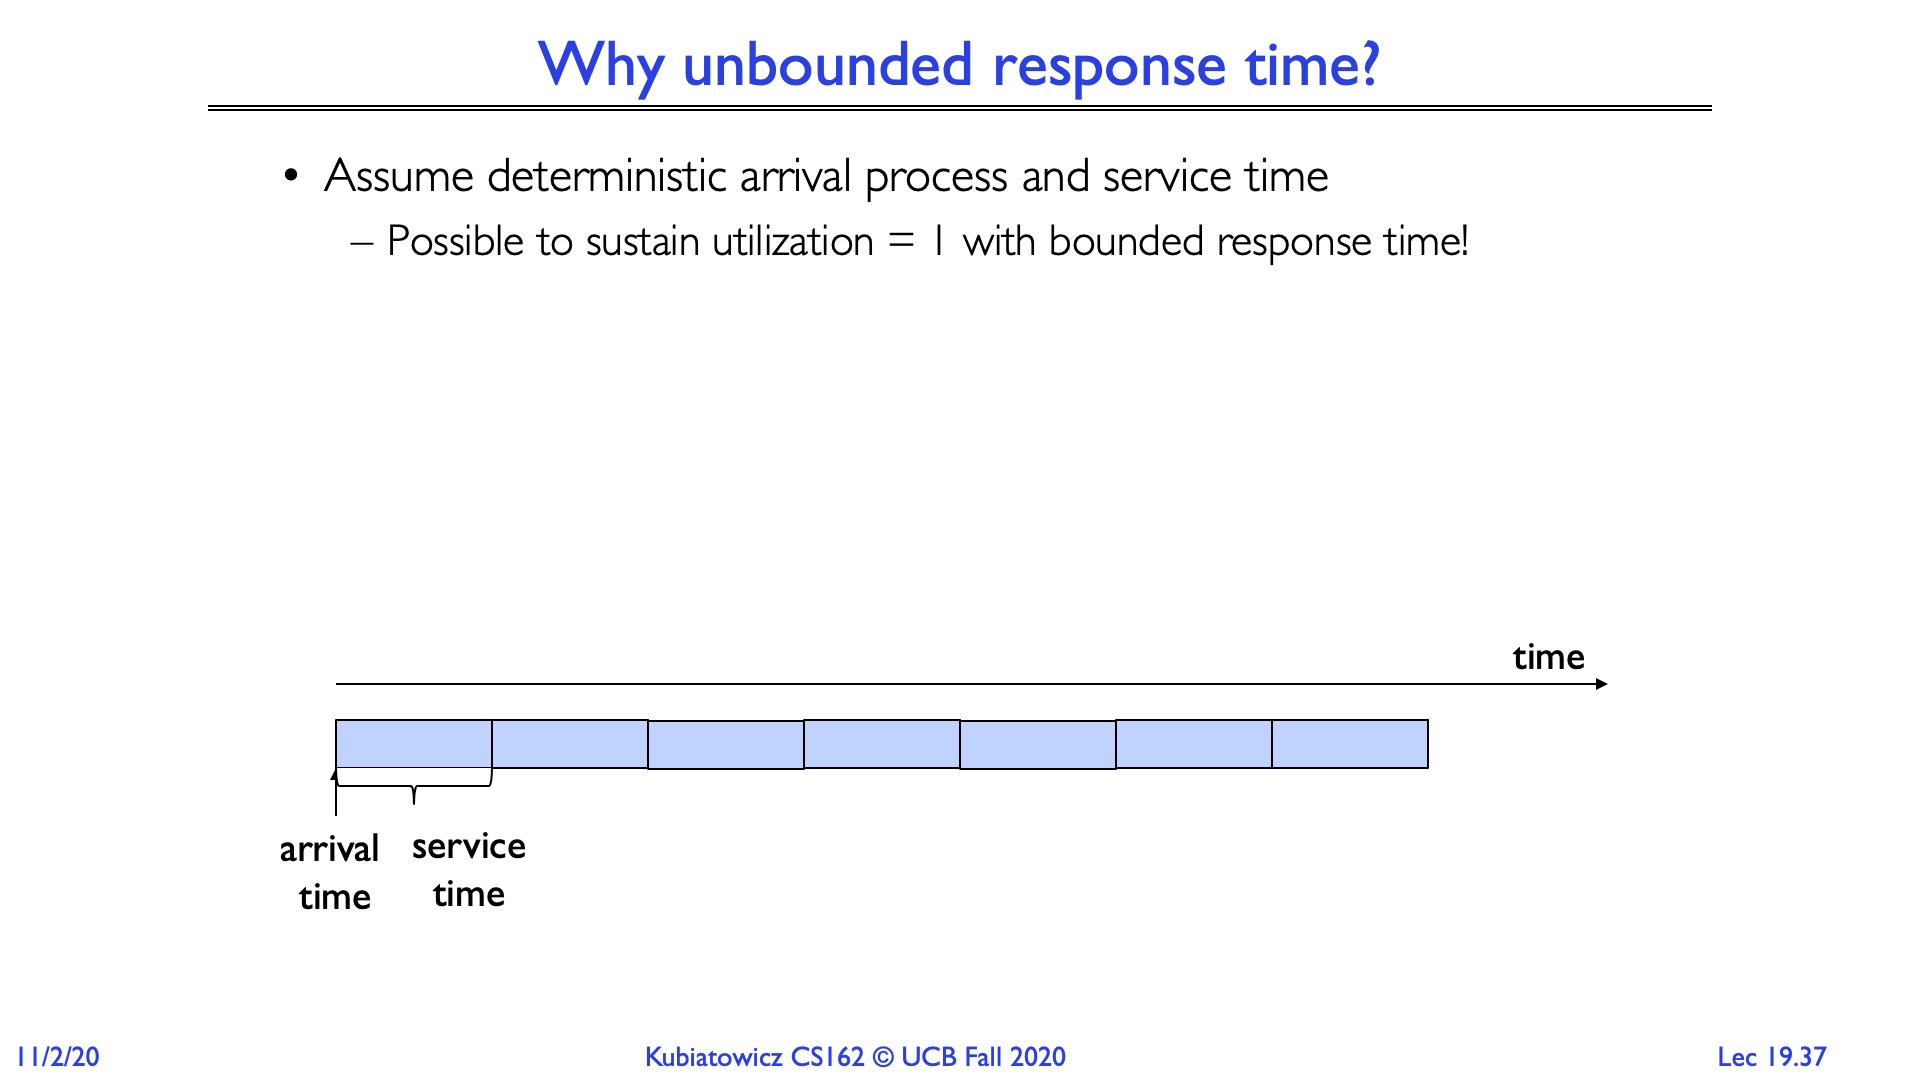 Why unbounded response time?
• Assume deterministic arrival process and service time
– Possible to sustain utilization = 1 with bounded response time!
time
arrival time
service time
11/2/20
Kubiatowicz CS162 © UCB Fall 2020
Lec 19.37